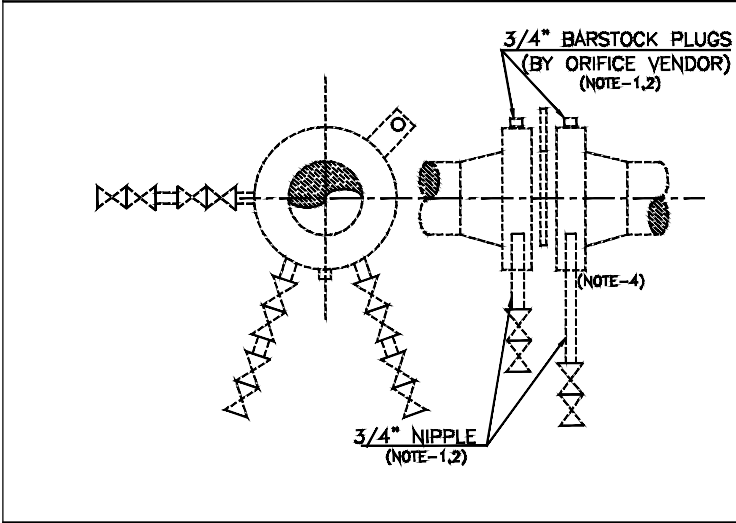 3/4" BARSTOCK PLUGS
(BY ORIFICE VENDOR)
(NOTE-1,2)
(NOTE-4)
3/4" NIPPLE
(NOTE-1,2)